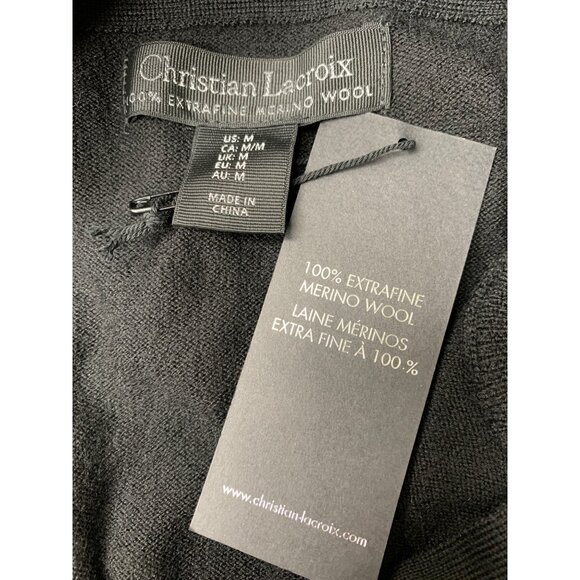 Christian Lacroix
100% EXTRAFINE MERINO WOOL
US: M
CA: M/M
UK: M
EU: M
AU: M
MADE IN
CHINA
100% EXTRAFINE
MERINO WOOL
LAINE MÉRINOS
EXTRA FINE À 100.%
www.christian-lacroix.com